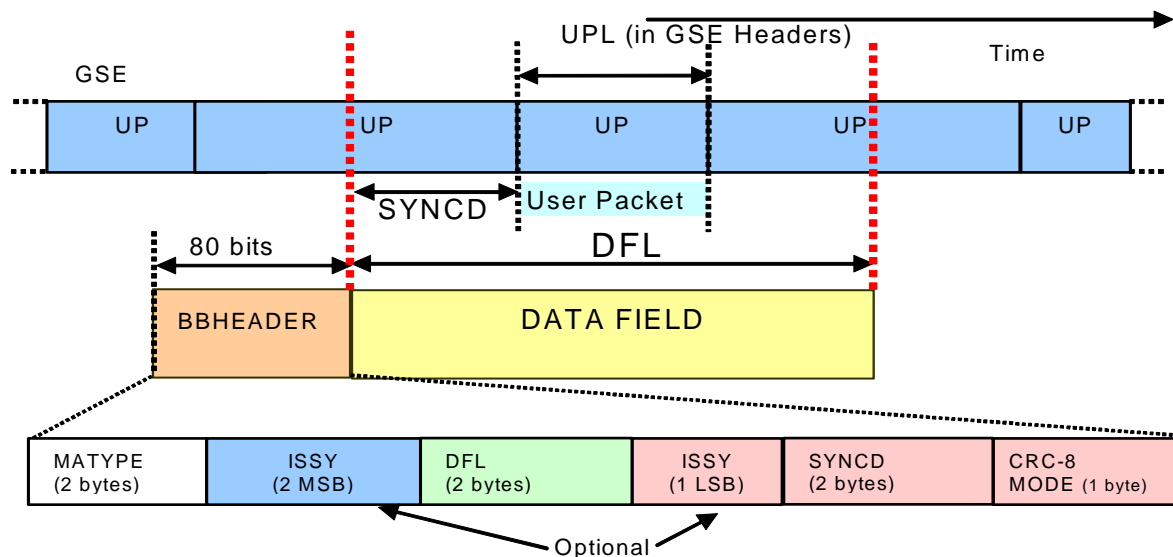 UPL (in GSE Headers)
Time
GSE
UP
UP
UP
UP
UP
SYNCD
User Packet
80 bits
DFL
BBHEADER
DATA FIELD
MATYPE
(2 bytes)
ISSY
(2 MSB)
DFL
(2 bytes)
ISSY
(1 LSB)
SYNCD
(2 bytes)
CRC-8
MODE (1 byte)
Optional